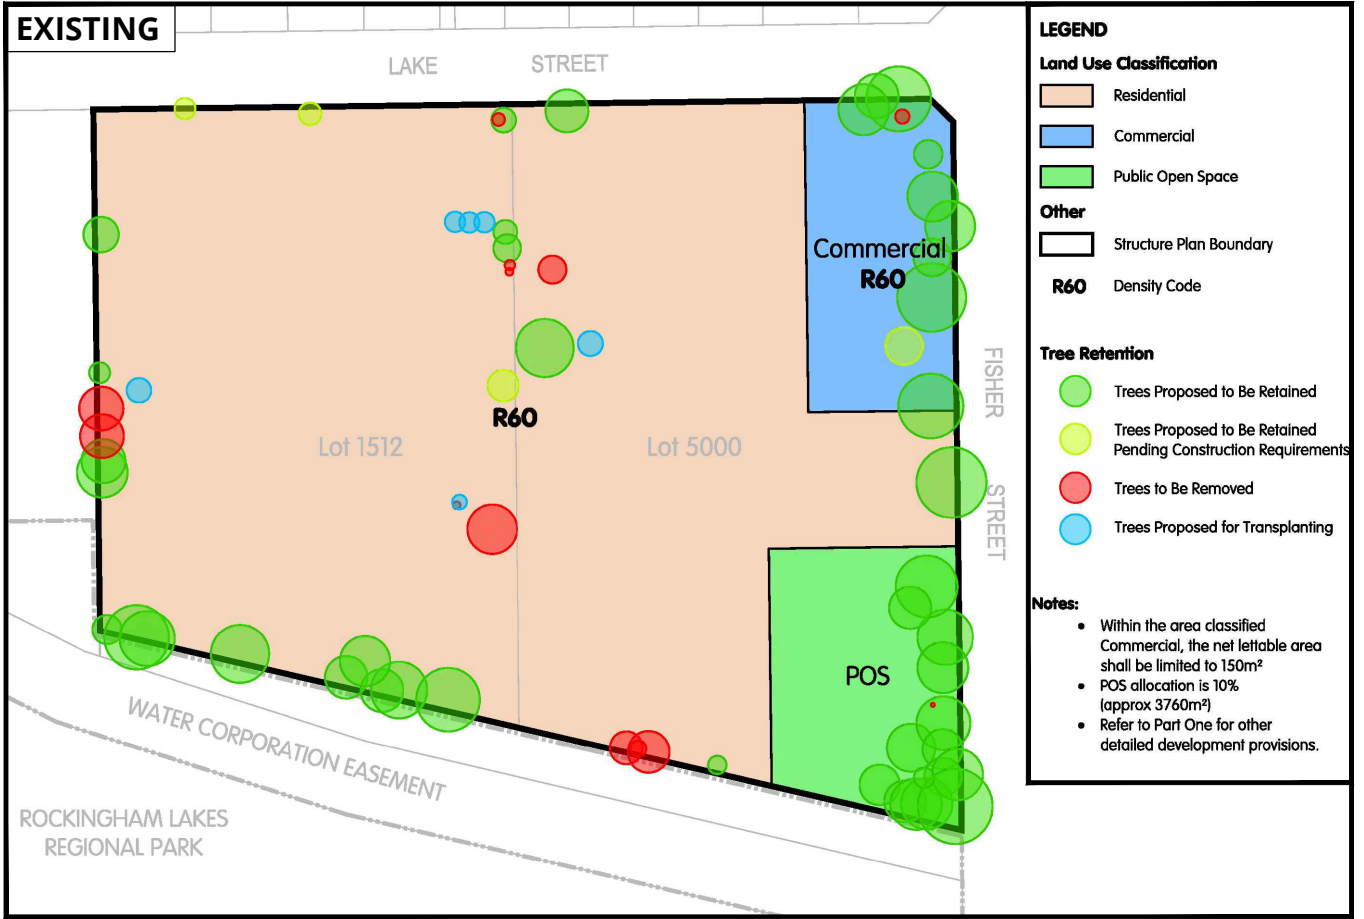 EXISTING
LAKE STREET
Commercial
R60
FISHER STREET
R60
Lot 1512
Lot 5000
POS
WATER CORPORATION EASEMENT
ROCKINGHAM LAKES
REGIONAL PARK
LEGEND
Land Use Classification
Residential
Commercial
Public Open Space
Other
Structure Plan Boundary
R60 Density Code
Tree Retention
Trees Proposed to Be Retained
Trees Proposed to Be Retained
Pending Construction Requirements
Trees to Be Removed
Trees Proposed for Transplanting
Notes:
• Within the area classified
Commercial, the net lettable area
shall be limited to 150m²
• POS allocation is 10%
(approx 3760m²)
• Refer to Part One for other
detailed development provisions.